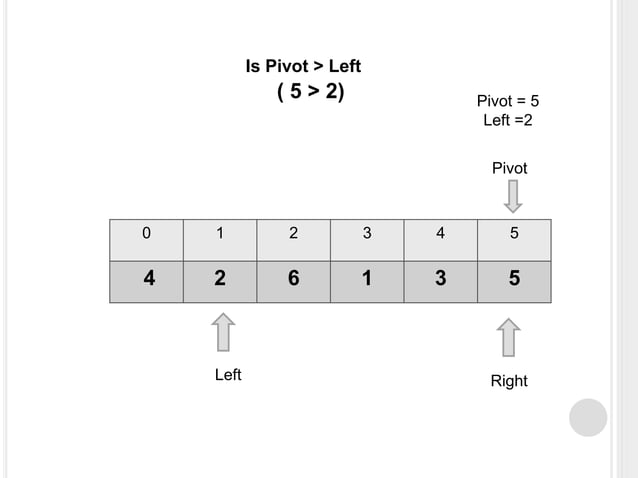 Is Pivot > Left
( 5 > 2)
Pivot = 5
Left =2
Pivot
0 1 2 3 4 5
4 2 6 1 3 5
Left
Right